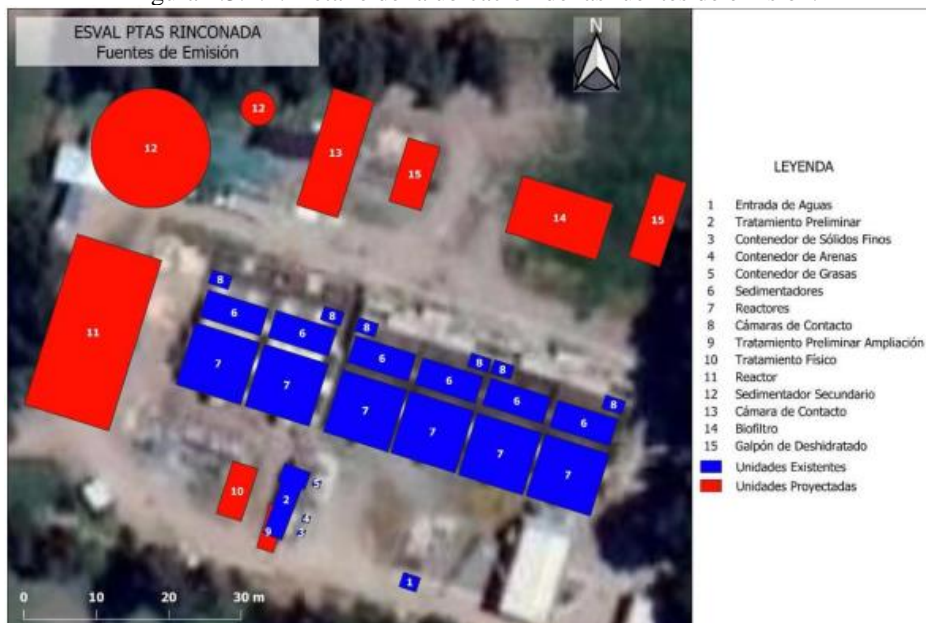 ESVAL PTAS RINCONADA
Fuentes de Emisión
N
12
12
13
15
14
15
11
8
6
8
6
8
6
8
8
6
6
8
6
7
7
7
7
7
7
10
2
5
4
3
9
1
0 10 20 30 m
LEYENDA
1 Entrada de Aguas
2 Tratamiento Preliminar
3 Contenedor de Sólidos Finos
4 Contenedor de Arenas
5 Contenedor de Grasas
6 Sedimentadores
7 Reactores
8 Cámaras de Contacto
9 Tratamiento Preliminar Ampliación
10 Tratamiento Físico
11 Reactor
12 Sedimentador Secundario
13 Cámara de Contacto
14 Biofiltro
15 Galpón de Deshidratado
Unidades Existentes
Unidades Proyectadas